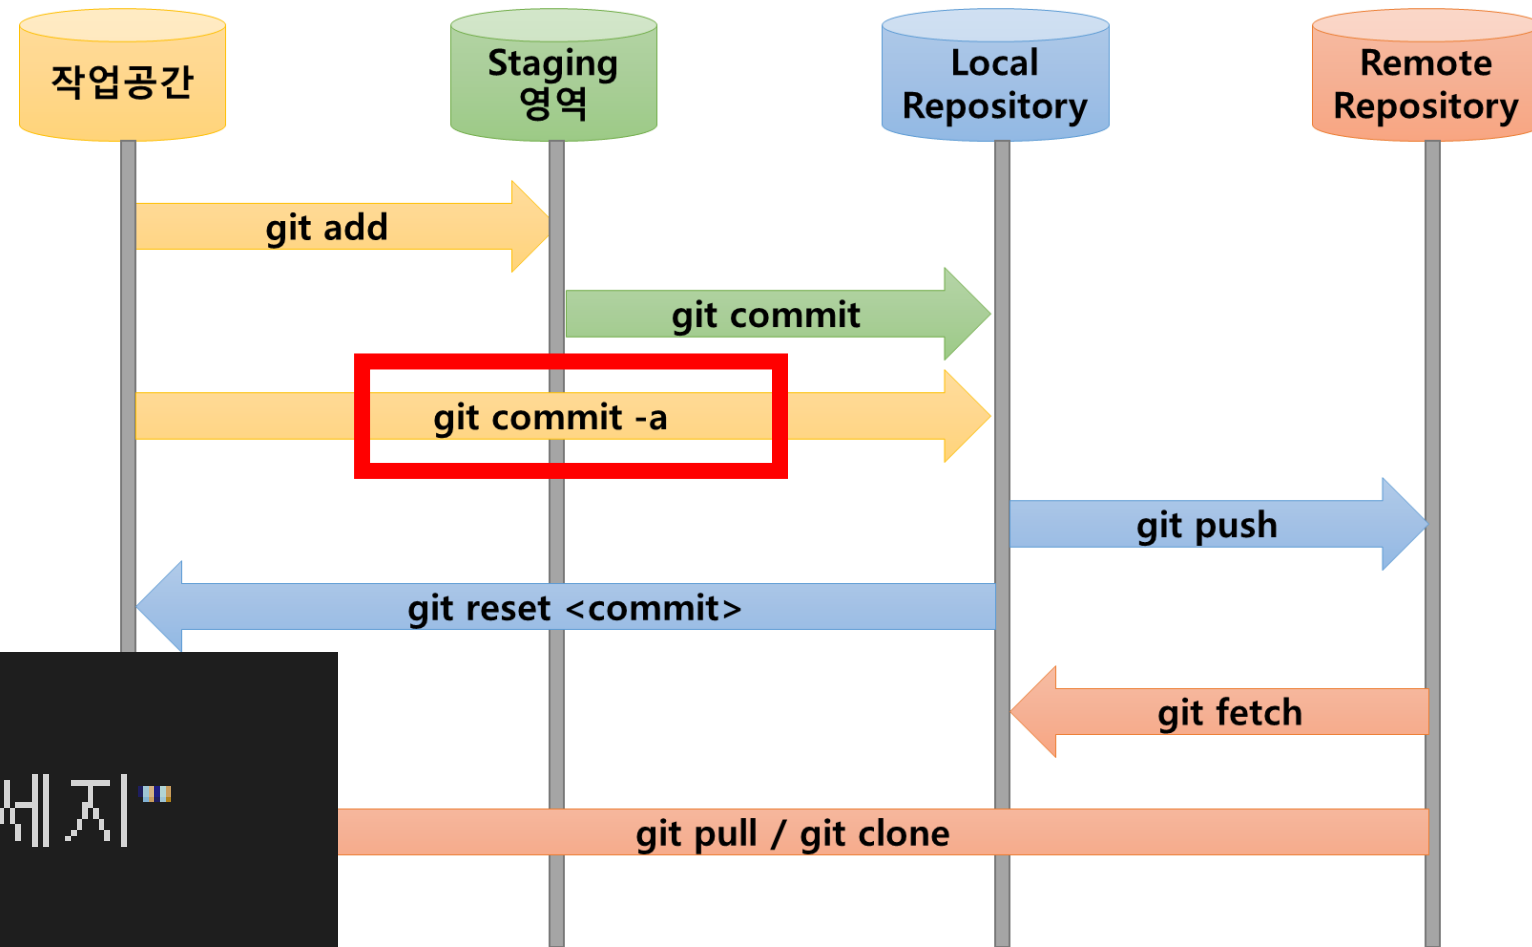 작업공간
Staging
영역
Local
Repository
Remote
Repository
git add
git commit
git commit -a
git push
git reset <commit>
git fetch
세지""
git pull / git clone